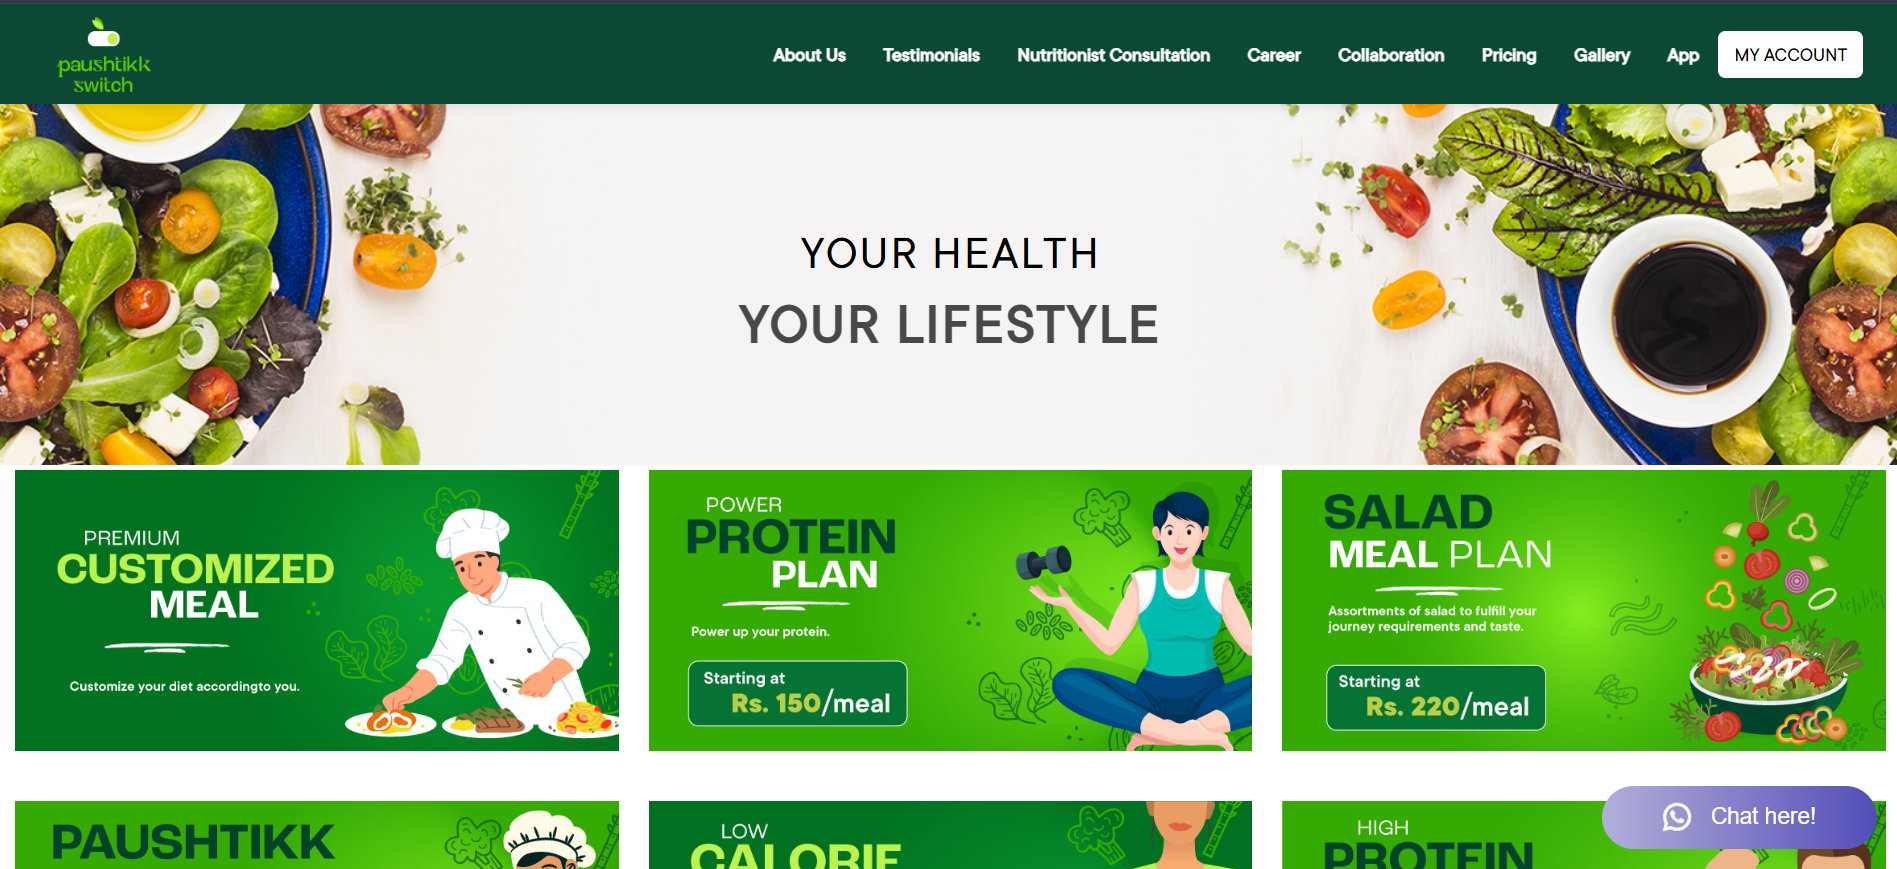 paushtikk
switch
About Us
Testimonials
Nutritionist Consultation
Career
Collaboration
Pricing
Gallery
App
MY ACCOUNT
YOUR HEALTH
YOUR LIFESTYLE
PREMIUM
CUSTOMIZED
MEAL
Customize your diet accordingto you.
POWER
PROTEIN
PLAN
Power up your protein.
Starting at
Rs. 150/meal
SALAD
MEAL PLAN
Assortments of salad to fulfill your
journey requirements and taste.
Starting at
Rs. 220/meal
PAUSHTIKK
LOW
CALORIE
HIGH
PROTEIN
Chat here!